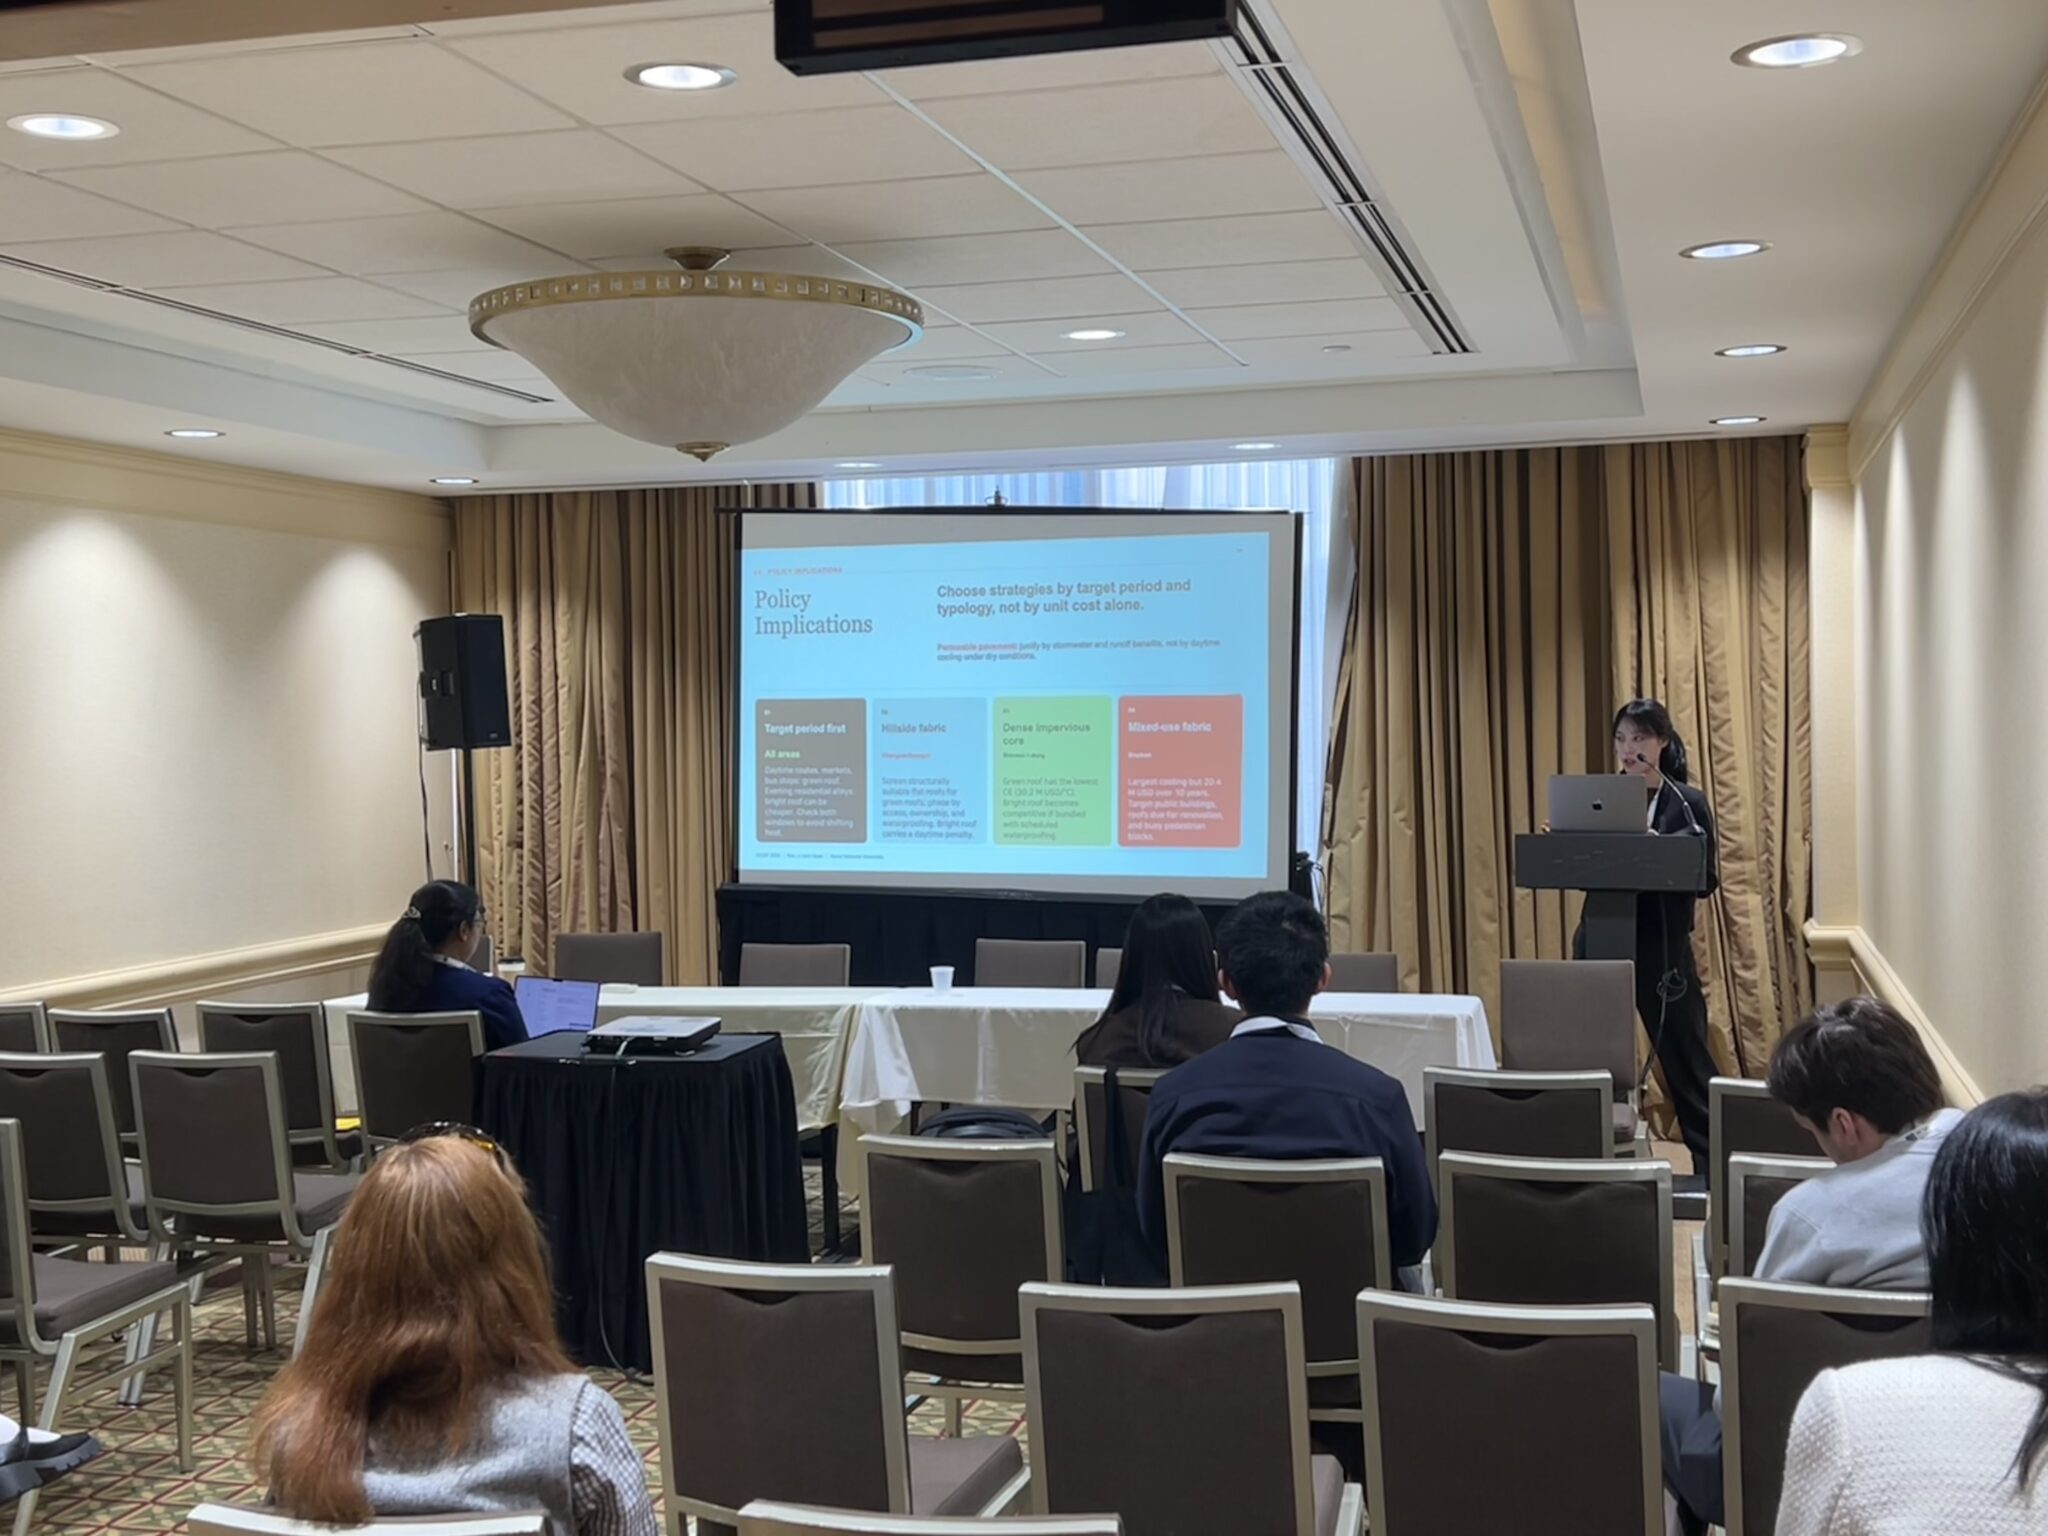 POLICY IMPLICATIONS
Policy
Implications
Choose strategies by target period and
typology, not by unit cost alone.
Permeable pavement: justify by stormwater and runoff benefits, not by daytime
cooling under dry conditions.
Target period first
All areas
Daytime routes, markets,
bus stops: green roof.
Evening residential alleys:
bright roof can be
cheaper. Check both
windows to avoid shifting
heat.
Hillside fabric
Screen structurally
suitable flat roofs for
green roofs; phase by
access, ownership, and
waterproofing. Bright roof
carries a daytime penalty.
Dense impervious
core
Green roof has the lowest
CE (30.2 M USD/°C).
Bright roof becomes
competitive if bundled
with scheduled
waterproofing.
Mixed-use fabric
Largest cooling but 20.4
M USD over 10 years.
Target public buildings,
roofs due for renovation,
and busy pedestrian
blocks.